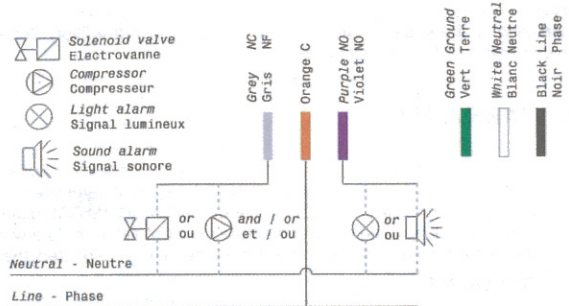 Solenoid valve
Electrovanne
Compressor
Compresseur
Light alarm
Signal lumineux
Sound alarm
Signal sonore
Grey NC
Gris NF
Orange C
Purple NO
Violet NO
Green Ground
Vert Terre
White Neutral
Blanc Neutre
Black Line
Noir Phase
or
ou
and / or
et / ou
or
ou
Neutral - Neutre
Line - Phase